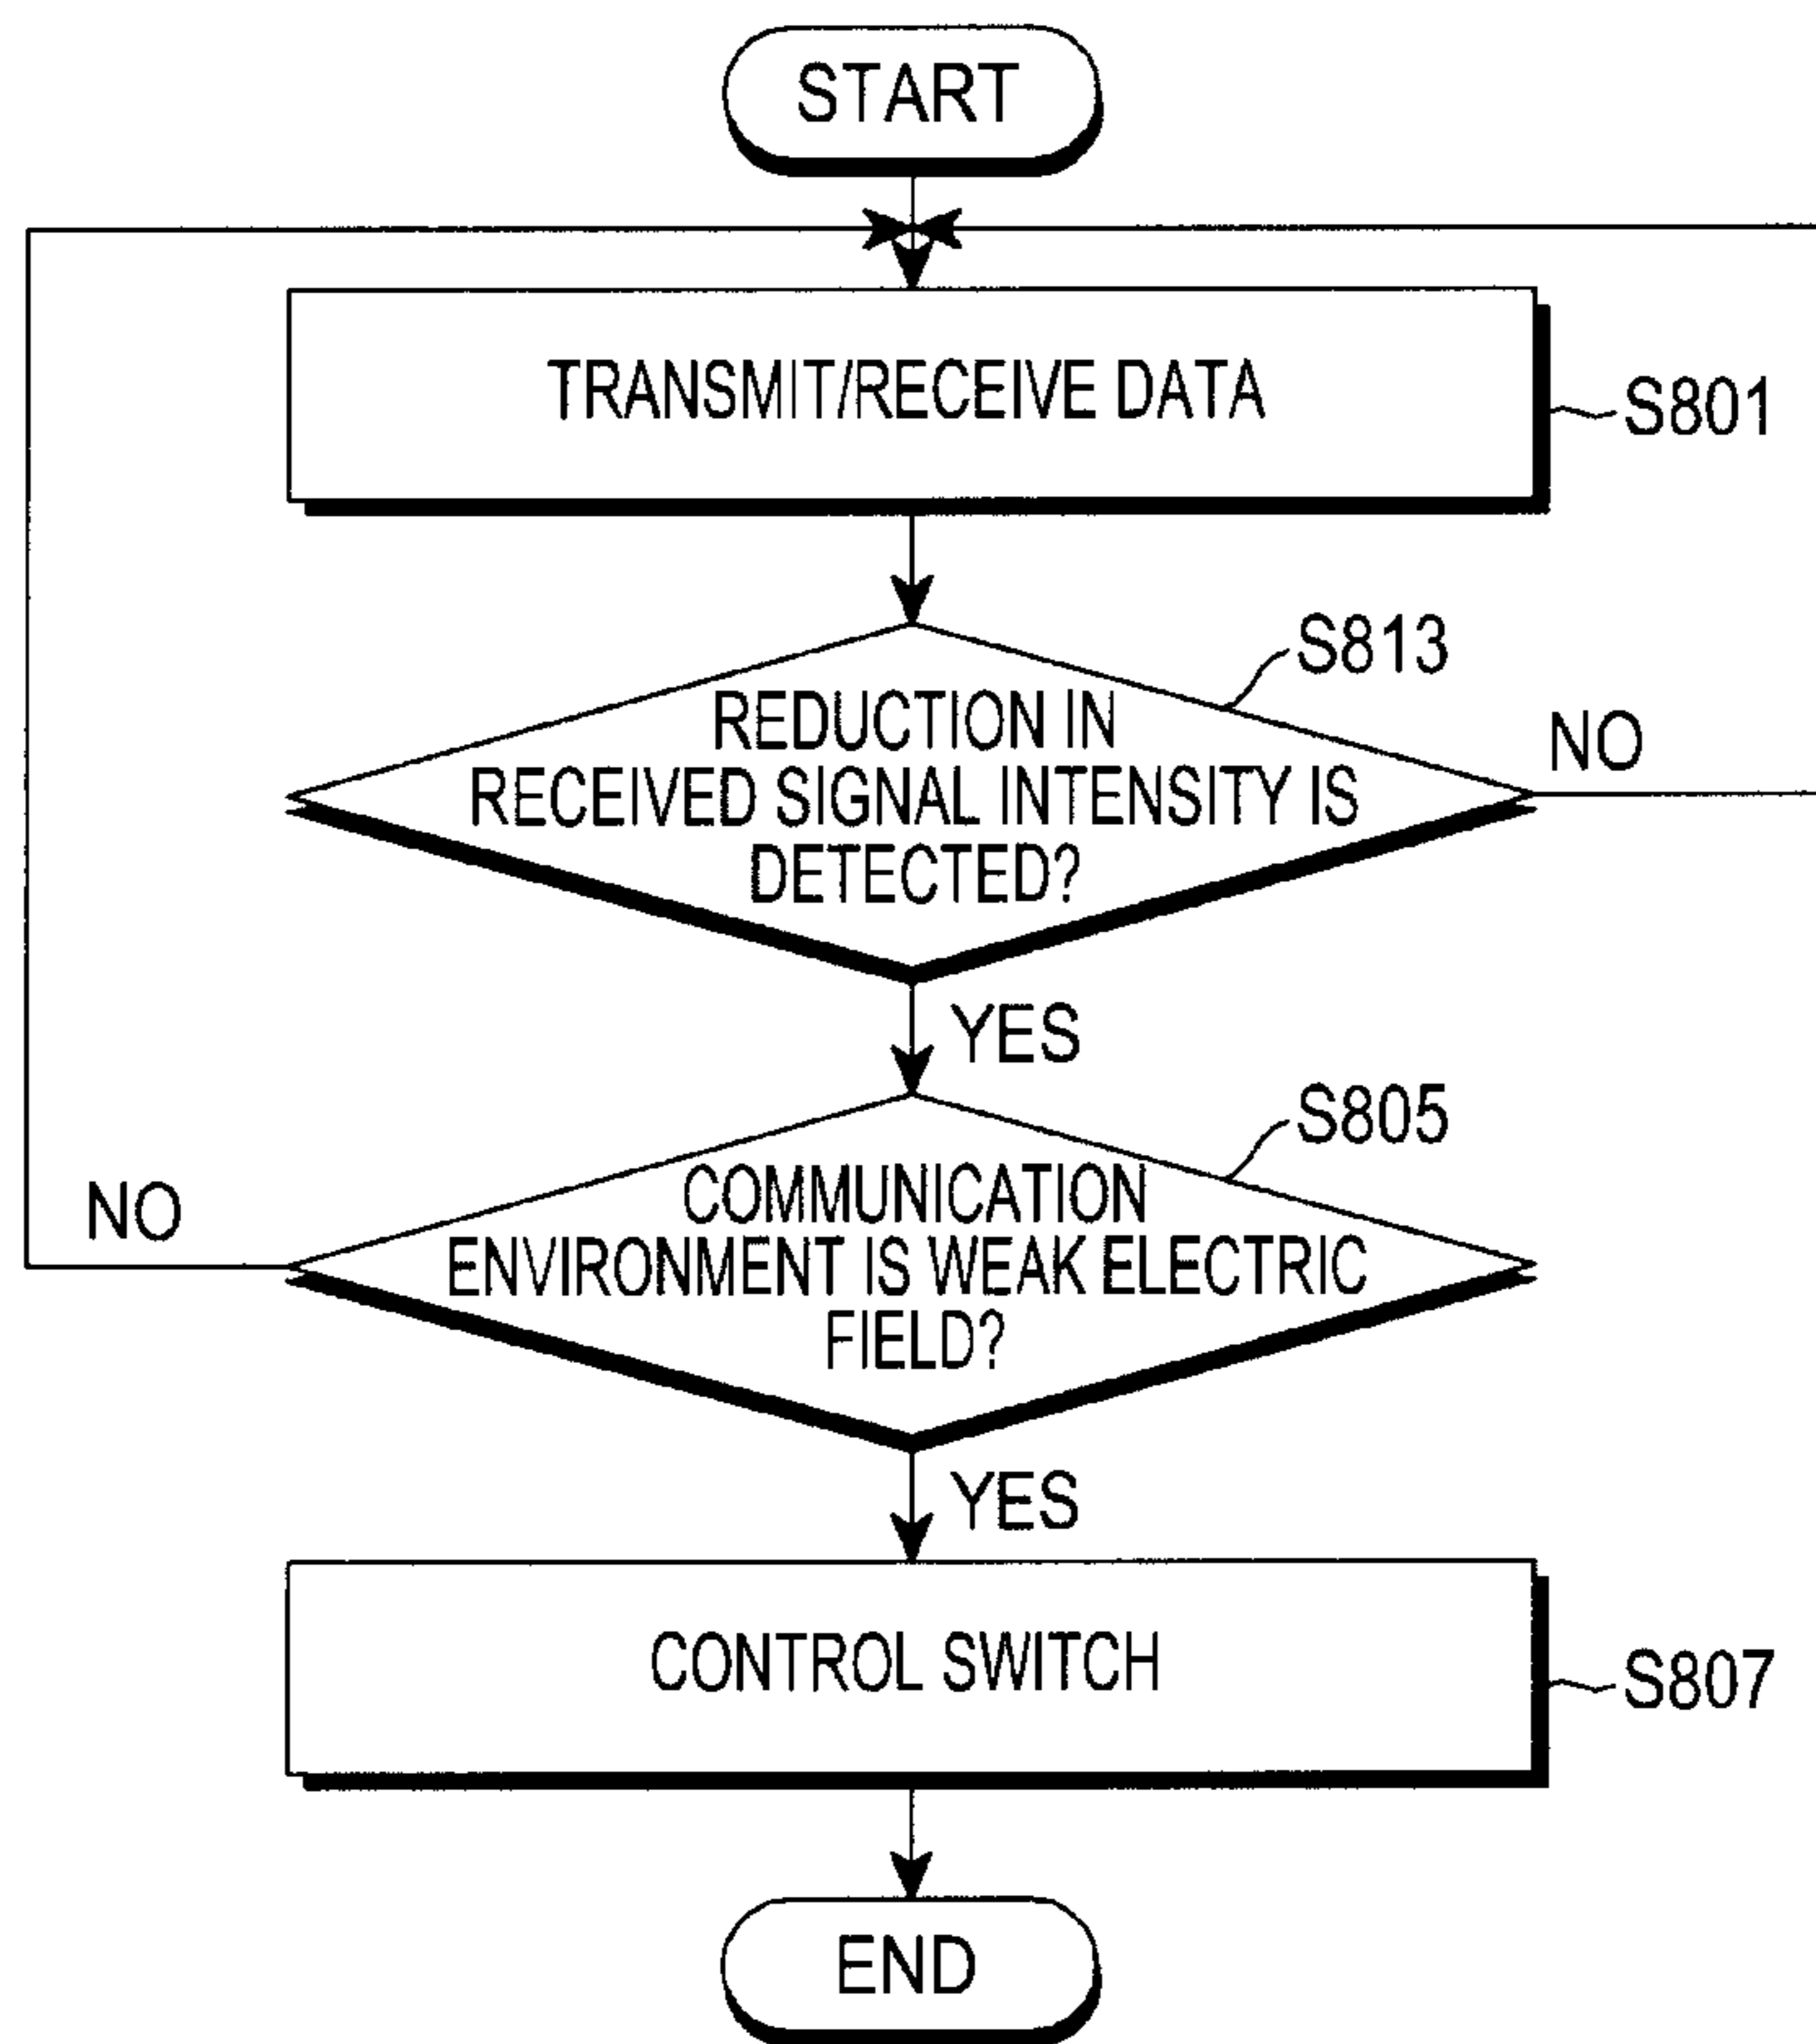 START
TRANSMIT/RECEIVE DATA
S801
S813
REDUCTION IN
RECEIVED SIGNAL INTENSITY IS
DETECTED?
NO
YES
S805
COMMUNICATION
ENVIRONMENT IS WEAK ELECTRIC
FIELD?
NO
YES
CONTROL SWITCH
S807
END